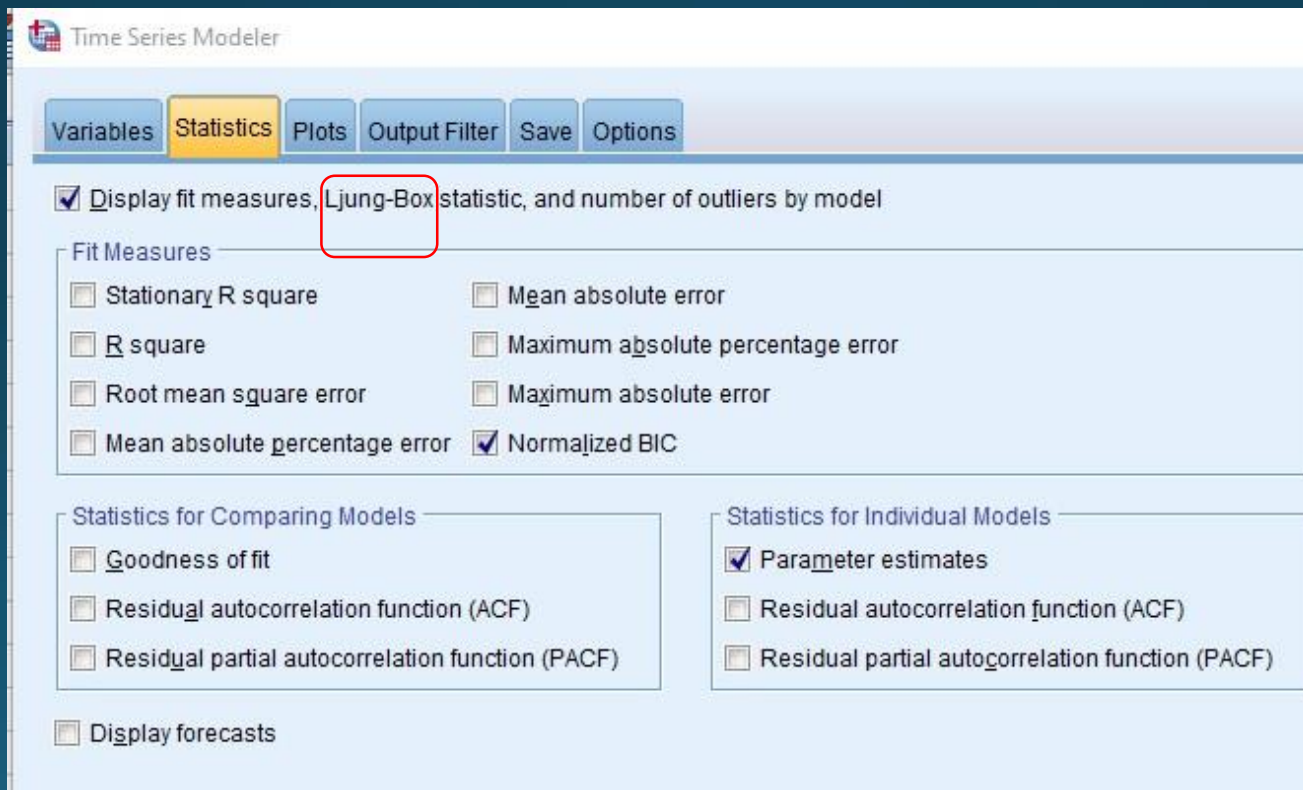 Time Series Modeler
Variables Statistics Plots Output Filter Save Options
Display fit measures, Ljung-Box statistic, and number of outliers by model
Fit Measures
Stationary R square Mean absolute error
R square Maximum absolute percentage error
Root mean square error Maximum absolute error
Mean absolute percentage error Normalized BIC
Statistics for Comparing Models
Goodness of fit
Residual autocorrelation function (ACF)
Residual partial autocorrelation function (PACF)
Statistics for Individual Models
Parameter estimates
Residual autocorrelation function (ACF)
Residual partial autocorrelation function (PACF)
Display forecasts